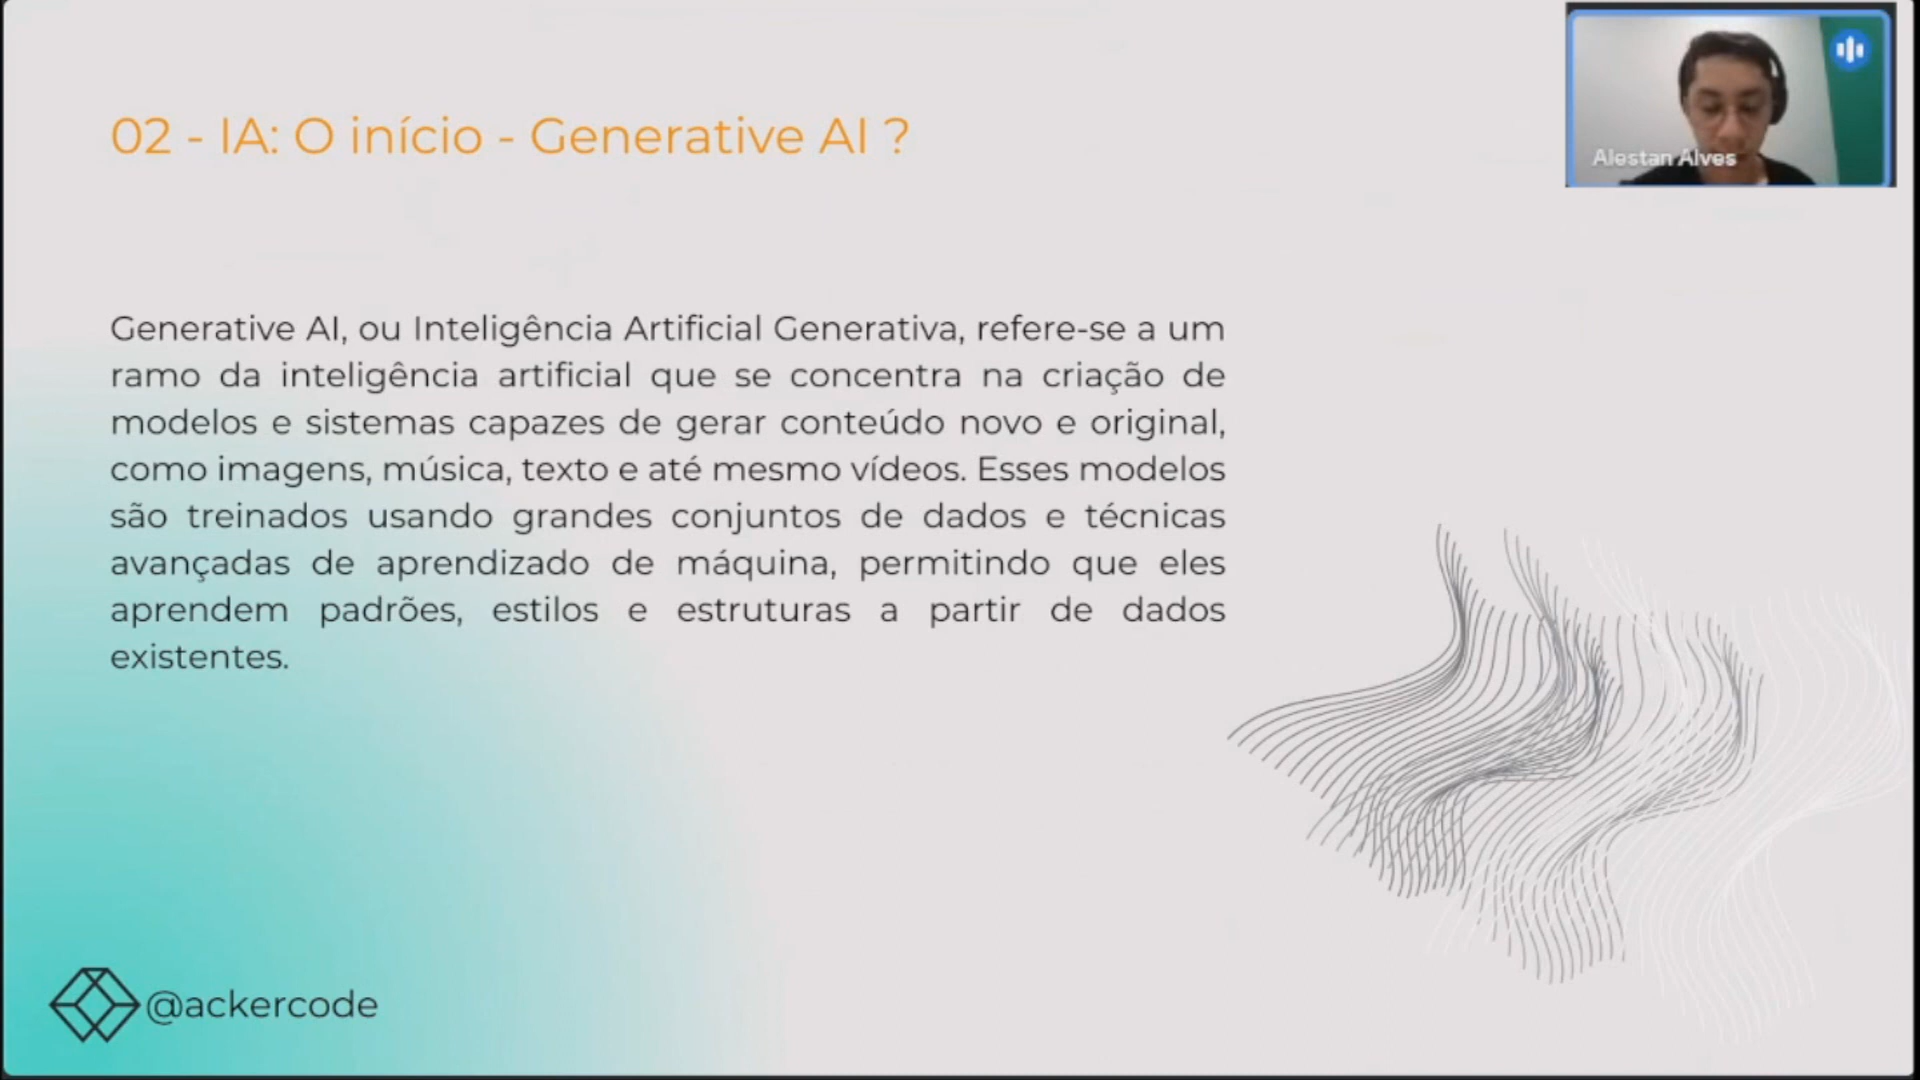 02 - IA: O início - Generative AI ?
Alestan Alves
Generative AI, ou Inteligência Artificial Generativa, refere-se a um
ramo da inteligência artificial que se concentra na criação de
modelos e sistemas capazes de gerar conteúdo novo e original,
como imagens, música, texto e até mesmo vídeos. Esses modelos
são treinados usando grandes conjuntos de dados e técnicas
avançadas de aprendizado de máquina, permitindo que eles
aprendem padrões, estilos e estruturas a partir de dados
existentes.
@ackercode